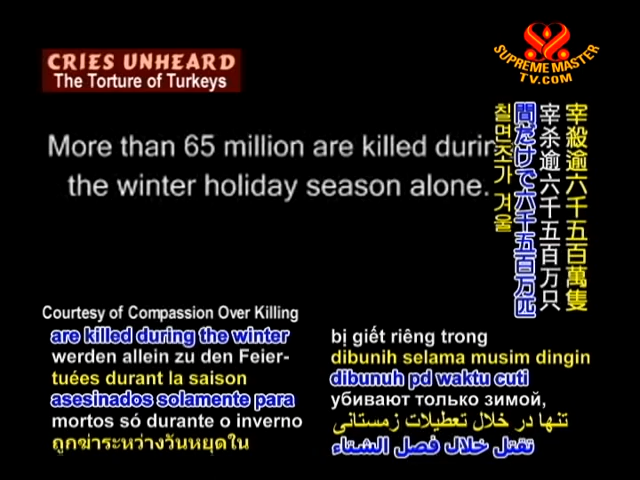 CRIES UNHEARD
The Torture of Turkeys
SUPREME MASTER
TV.COM
More than 65 million are killed durin
the winter holiday season alone.
宰殺逾六千五百萬隻
宰杀逾六千五百万只
間だけで六千五百万匹
칠면조가 겨울
Courtesy of Compassion Over Killing
are killed during the winter
werden allein zu den Feier-
tuées durant la saison
asesinados solamente para
mortos só durante o inverno
ถูกฆ่าระหว่างวันหยุดใน
bị giết riêng trong
dibunih selama musim dingin
dibunuh pd waktu cuti
убивают только зимой,
تنها در خلال تعطیلات زمستانی
تقتل خلال فصل الشتاء